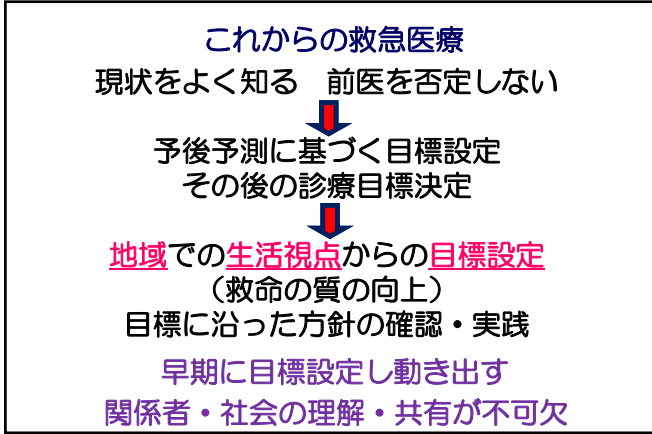 これからの救急医療
現状をよく知る　前医を否定しない
予後予測に基づく目標設定
その後の診療目標決定
地域での生活視点からの目標設定
（救命の質の向上）
目標に沿った方針の確認・実践
早期に目標設定し動き出す
関係者・社会の理解・共有が不可欠